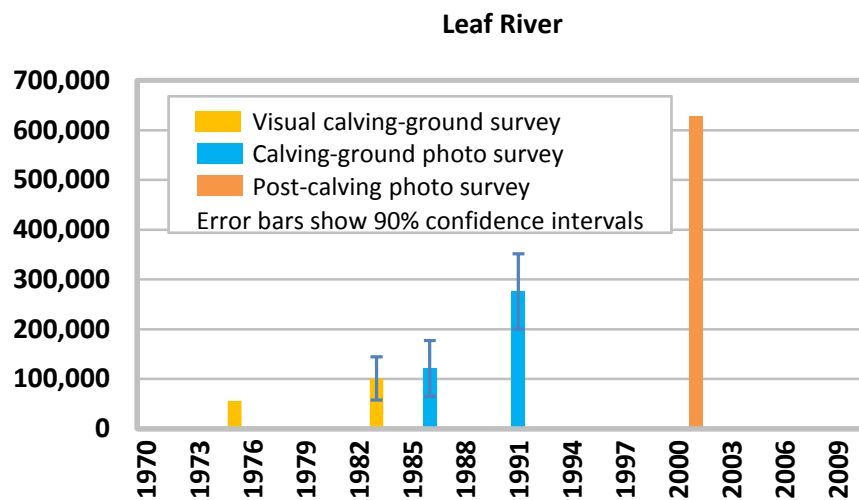 Leaf River
700,000
600,000
500,000
400,000
300,000
200,000
100,000
0
Visual calving-ground survey
Calving-ground photo survey
Post-calving photo survey
Error bars show 90% confidence intervals
1970 1973 1976 1979 1982 1985 1988 1991 1994 1997 2000 2003 2006 2009